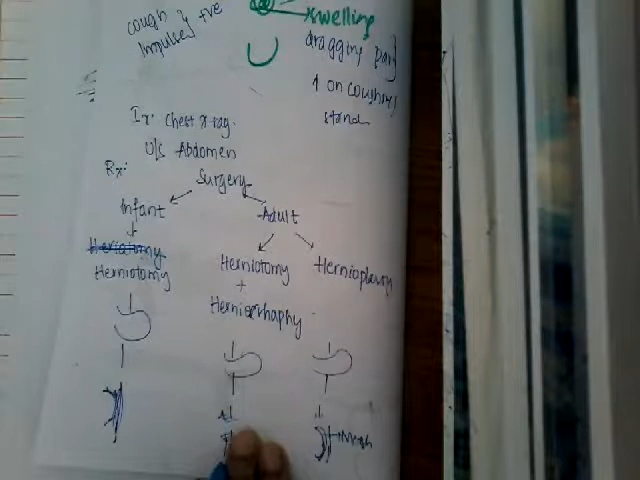 cough
Impulse} +ve
swelling
dragging pain
↑ on coughing
stand
Ix: Chest x-ray
U/s Abdomen
Rx:
Surgery
Infant
Adult
Herniotomy
Herniotomy
+
Herniorrhaphy
Hernioplasty
mesh